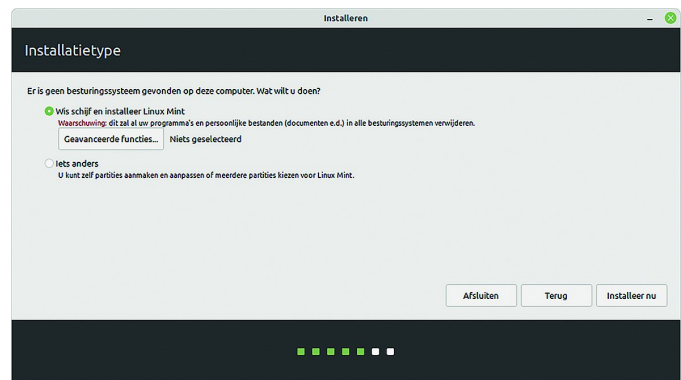 Installeren
Installatietype
Er is geen besturingssysteem gevonden op deze computer. Wat wilt u doen?
Wis schijf en installeer Linux Mint
Waarschuwing: dit zal al uw programma's en persoonlijke bestanden (documenten e.d.) in alle besturingssystemen verwijderen.
Geavanceerde functies... Niets geselecteerd
Iets anders
U kunt zelf partities aanmaken en aanpassen of meerdere partities kiezen voor Linux Mint.
Afsluiten Terug Installeer nu